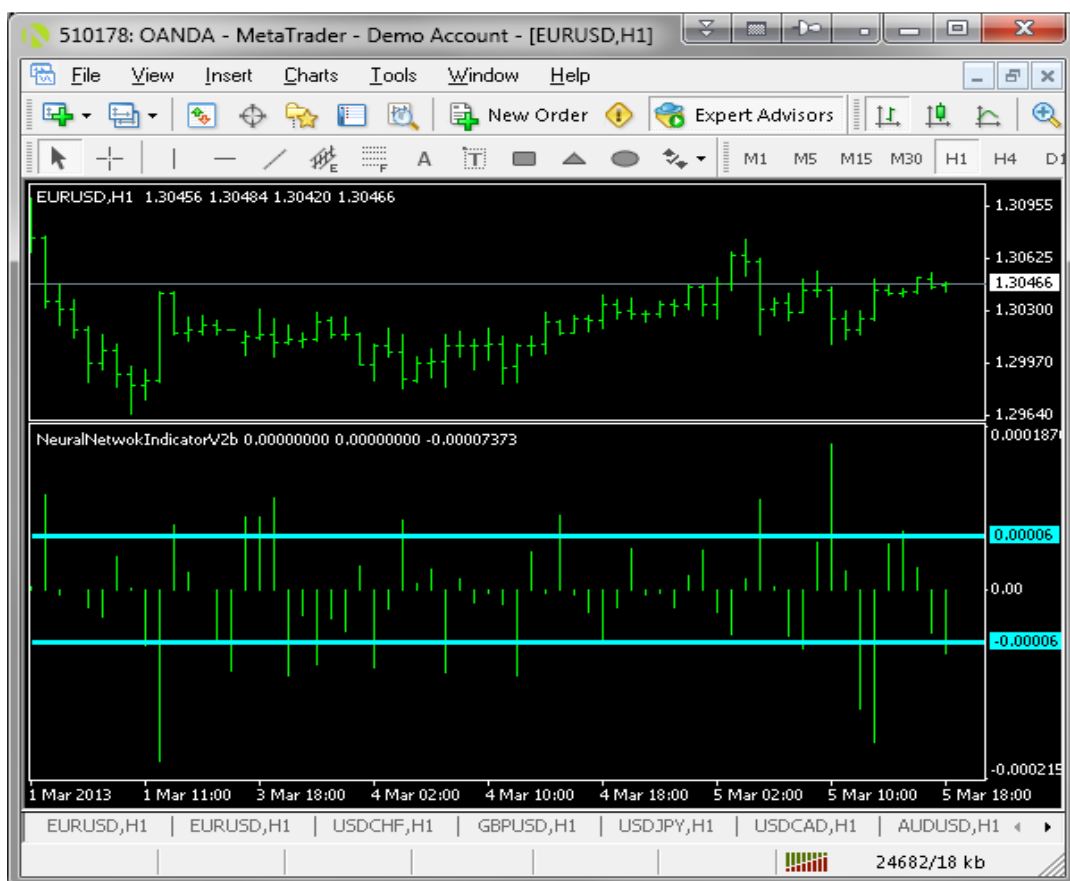 510178: OANDA - MetaTrader - Demo Account - [EURUSD,H1]
File View Insert Charts Tools Window Help
New Order Expert Advisors
E F A T M1 M5 M15 M30 H1 H4 D1
EURUSD,H1 1.30456 1.30484 1.30420 1.30466
1.30955
1.30625
1.30466
1.30300
1.29970
1.29640
NeuralNetwokIndicatorV2b 0.00000000 0.00000000 -0.00007373
0.0001870
0.00006
0.00
-0.00006
-0.000215
1 Mar 2013 1 Mar 11:00 3 Mar 18:00 4 Mar 02:00 4 Mar 10:00 4 Mar 18:00 5 Mar 02:00 5 Mar 10:00 5 Mar 18:00
EURUSD,H1 | EURUSD,H1 | USDCHF,H1 | GBPUSD,H1 | USDJPY,H1 | USDCAD,H1 | AUDUSD,H1
24682/18 kb